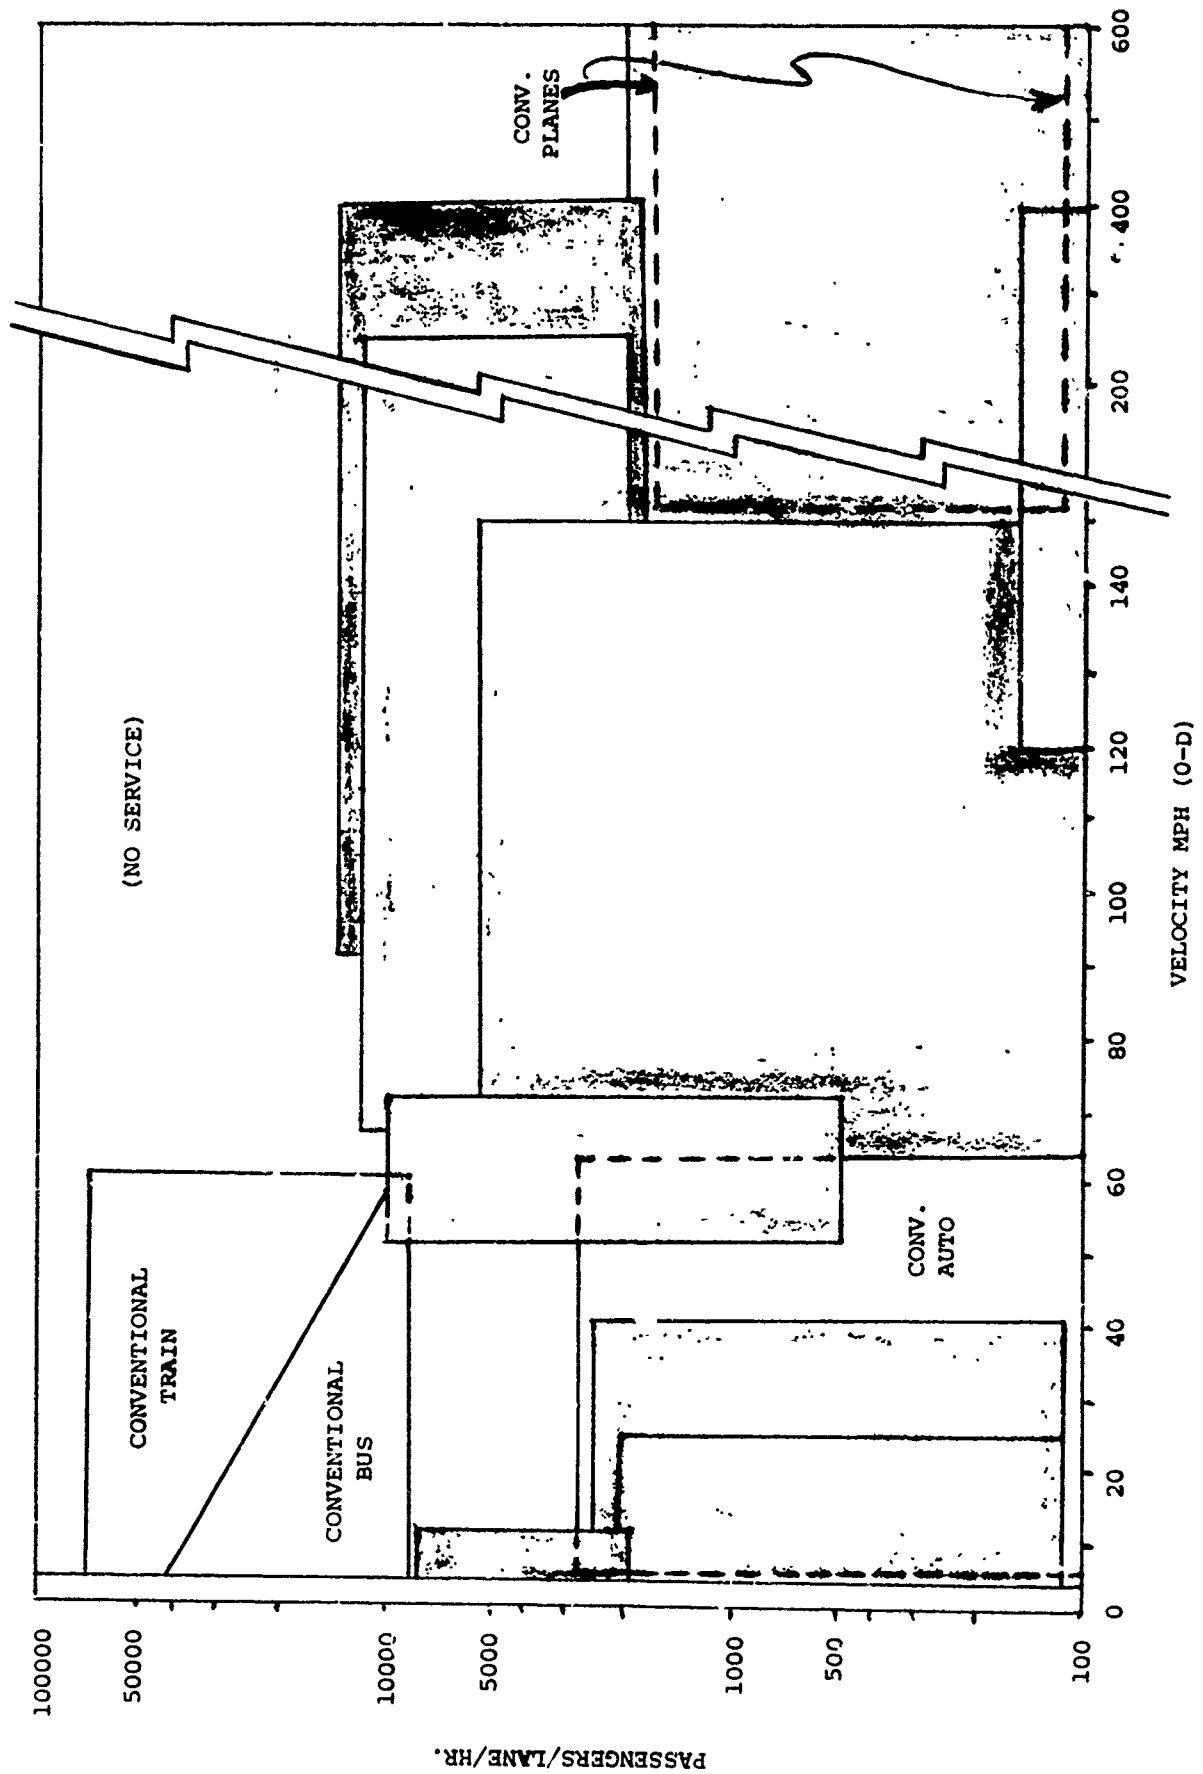 CONV.
PLANES
(NO SERVICE)
CONVENTIONAL
TRAIN
CONVENTIONAL
BUS
CONV.
AUTO
100000
50000
10000
5000
1000
500
100
PASSENGERS/LANE/HR.
0
20
40
60
80
100
120
140
200
400
600
VELOCITY MPH (O-D)